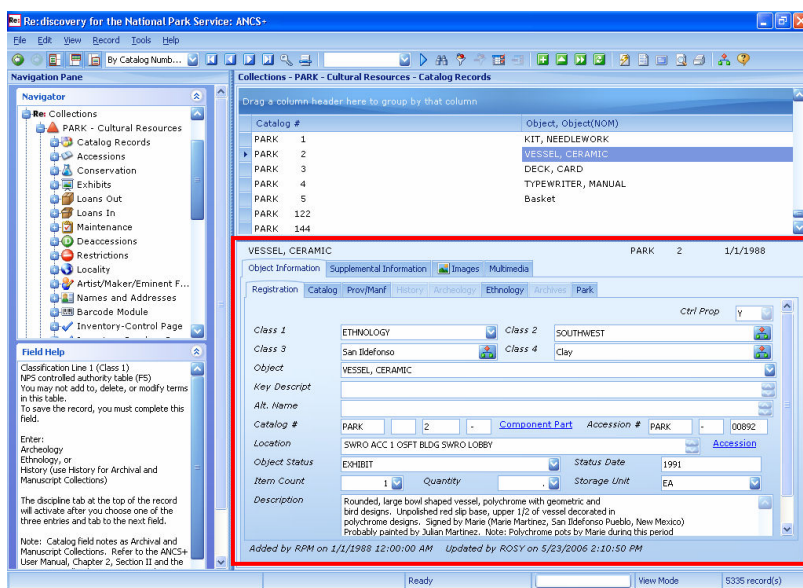 Re:discovery for the National Park Service: ANCS+
File Edit View Record Tools Help
By Catalog Numb...
Navigation Pane
Navigator
Re: Collections
PARK - Cultural Resources
Catalog Records
Accessions
Conservation
Exhibits
Loans Out
Loans In
Maintenance
Deaccessions
Restrictions
Locality
Artist/Maker/Eminent F...
Names and Addresses
Barcode Module
Inventory-Control Page
Field Help
Classification Line 1 (Class 1)
NPS controlled authority table (F5)
You may not add, delete, or modify terms
in this table.
To save the record, you must complete this
field.
Enter:
Archeology
Ethnology, or
History (use History for Archival and
Manuscript Collections)
The discipline tab at the top of the record
will activate after you choose one of the
three entries and tab to the next field.
Note: Catalog field notes as Archival and
Manuscript Collections. Refer to the ANCS+
User Manual, Chapter 2, Section II and the
Collections - PARK - Cultural Resources - Catalog Records
Drag a column header here to group by that column
Catalog # Object, Object(NOM)
PARK 1 KIT, NEEDLEWORK
PARK 2 VESSEL, CERAMIC
PARK 3 DECK, CARD
PARK 4 TYPEWRITER, MANUAL
PARK 5 Basket
PARK 122
PARK 144
VESSEL, CERAMIC PARK 2 1/1/1988
Object Information Supplemental Information Images Multimedia
Registration Catalog Prov/Manf History Archeology Ethnology Archives Park
Ctrl Prop Y
Class 1 ETHNOLOGY Class 2 SOUTHWEST
Class 3 San Ildefonso Class 4 Clay
Object VESSEL, CERAMIC
Key Descript
Alt. Name
Catalog # PARK 2 - Component Part Accession # PARK - 00892
Location SWRO ACC 1 OSFT BLDG SWRO LOBBY Accession
Object Status EXHIBIT Status Date 1991
Item Count 1 Quantity . Storage Unit EA
Description Rounded, large bowl shaped vessel, polychrome with geometric and
bird designs. Unpolished red slip base, upper 1/2 of vessel decorated in
polychrome designs. Signed by Marie (Marie Martinez, San Ildefonso Pueblo, New Mexico)
Probably painted by Julian Martinez. Note: Polychrome pots by Marie during this period
Added by RPM on 1/1/1988 12:00:00 AM Updated by ROSY on 5/23/2006 2:10:50 PM
Ready View Mode 5335 record(s)